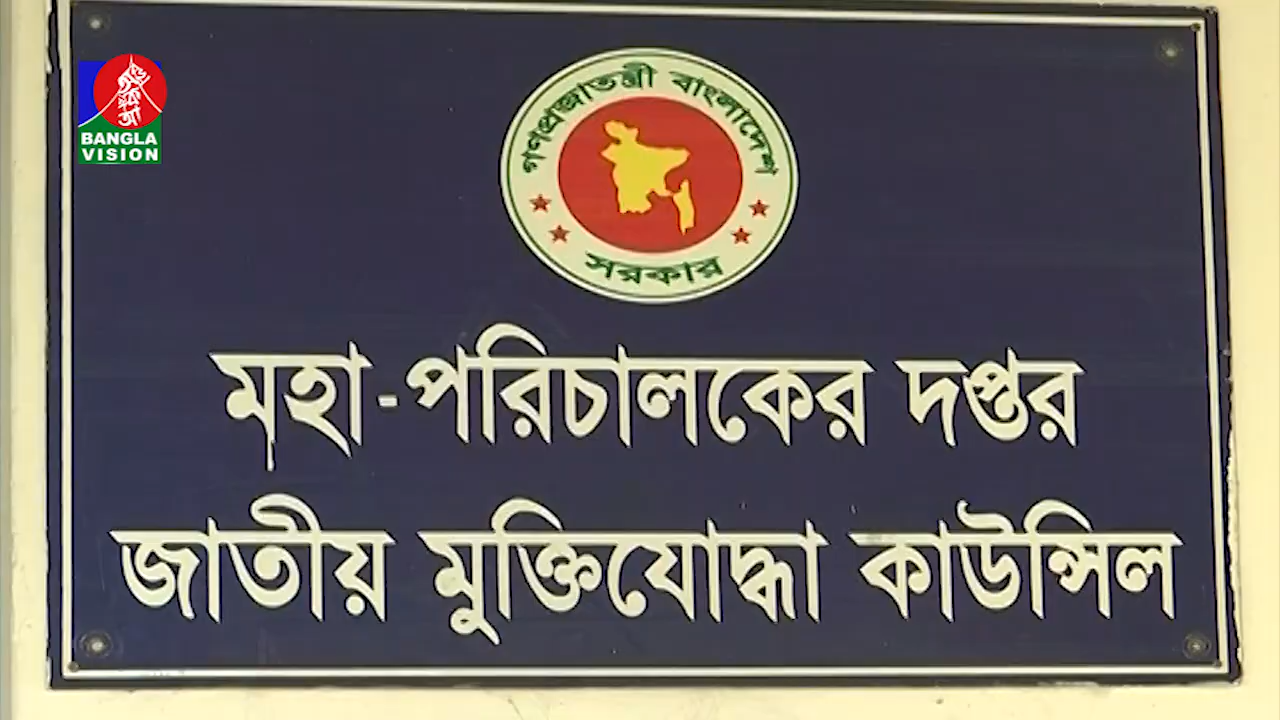 BANGLA
VISION
গণপ্রজাতন্ত্রী বাংলাদেশ
সরকার
মহা-পরিচালকের দপ্তর
জাতীয় মুক্তিযোদ্ধা কাউন্সিল